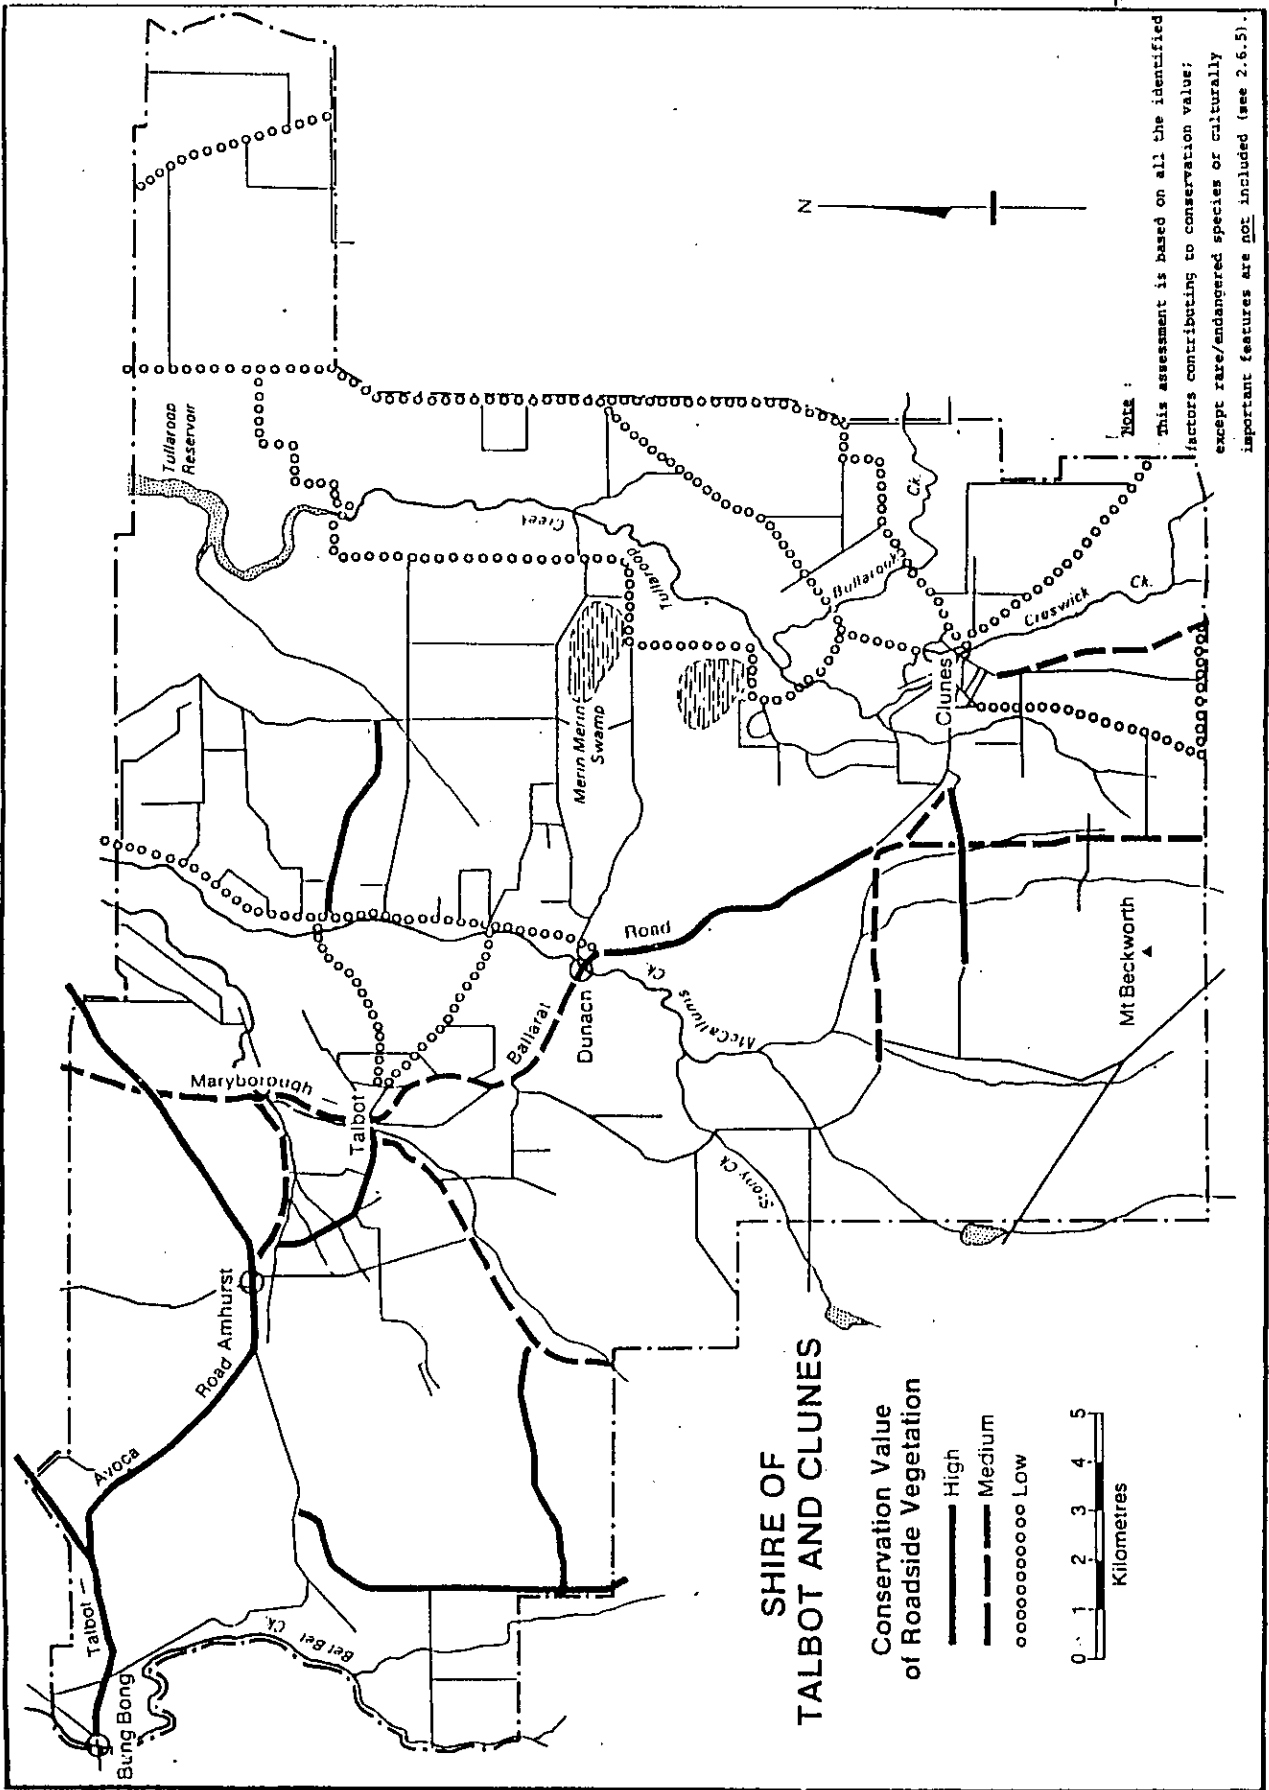 SHIRE OF
TALBOT AND CLUNES
Conservation Value
of Roadside Vegetation
High
Medium
Low
0 1 2 3 4 5
Kilometres
N
Note :
This assessment is based on all the identified
factors contributing to conservation value;
except rare/endangered species or culturally
important features are not included (see 2.6.5).
Bung Bong
Talbot —
Avoca
Road
Amhurst
Bet Bet
Ck.
Maryborough —
Talbot
Ballarat
Dunach
Road
McCallums
Ck.
Stony Ck
Mt Beckworth
Merin Merin
Swamp
Tullaroop
Reservoir
Tullaroop
Creek
Bullarook
Ck.
Clunes
Creswick
Ck.